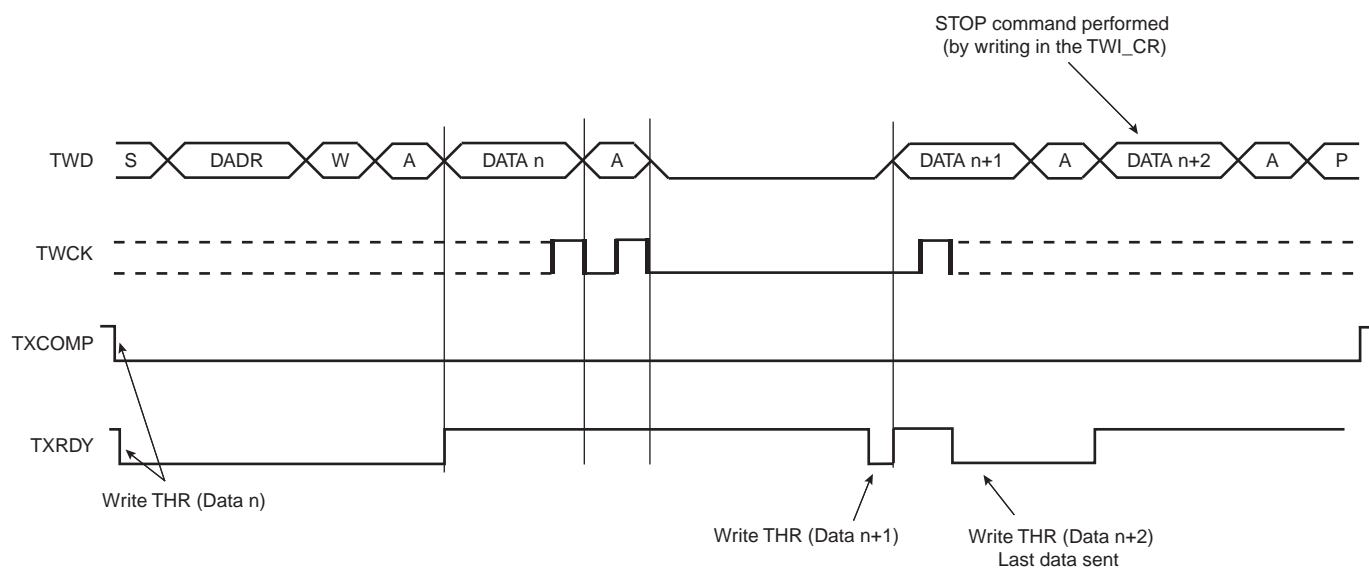 STOP command performed
(by writing in the TWI_CR)
TWD
S
DADR
W
A
DATA n
A
DATA n+1
A
DATA n+2
A
P
TWCK
TXCOMP
TXRDY
Write THR (Data n)
Write THR (Data n+1)
Write THR (Data n+2)
Last data sent